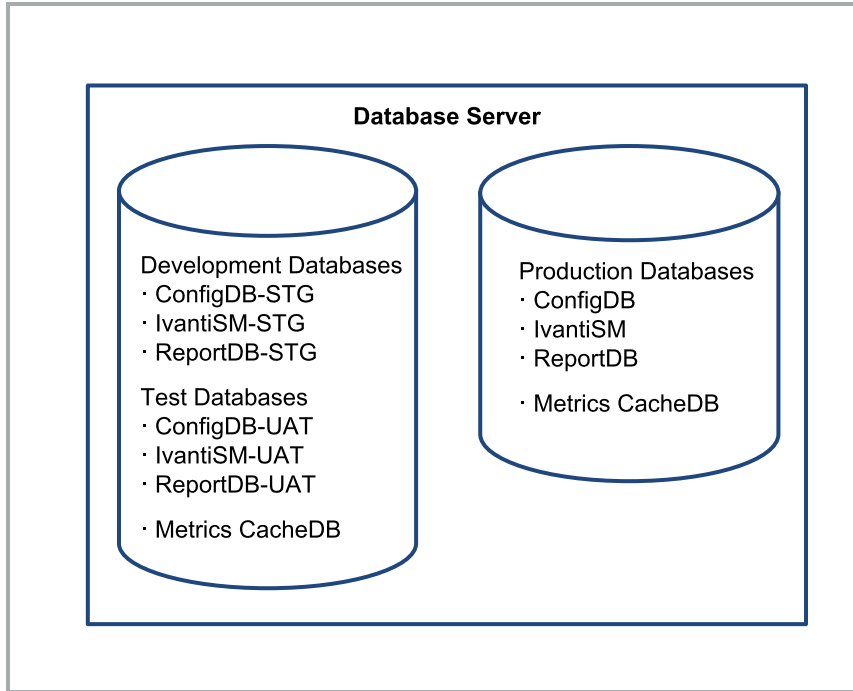 Database Server
Development Databases
· ConfigDB-STG
· IvantiSM-STG
· ReportDB-STG
Test Databases
· ConfigDB-UAT
· IvantiSM-UAT
· ReportDB-UAT
· Metrics CacheDB
Production Databases
· ConfigDB
· IvantiSM
· ReportDB
· Metrics CacheDB